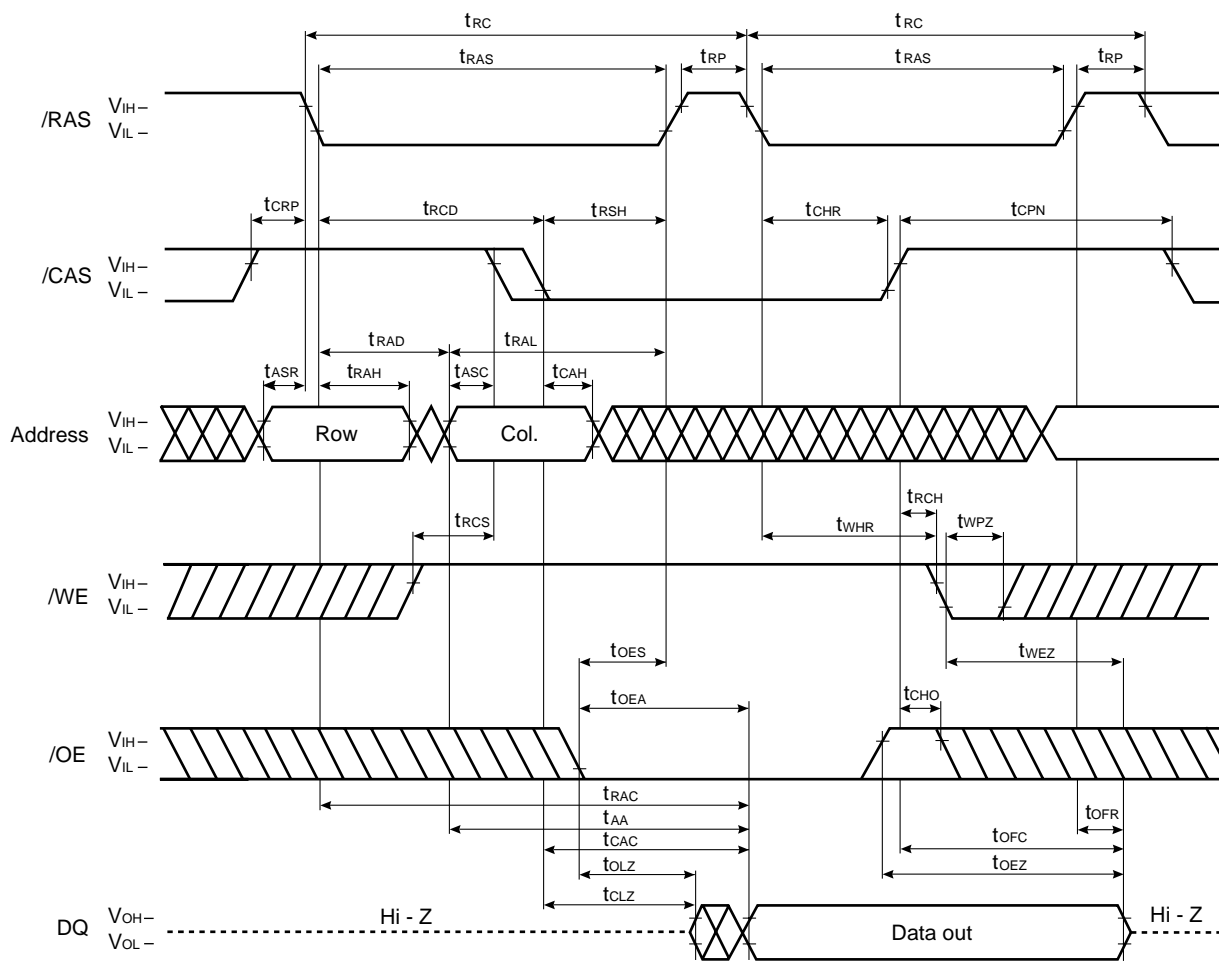 tRC tRC
tRAS tRP tRAS tRP
/RAS VIH – VIL –
tCRP tRCD tRSH tCHR tCPN
/CAS VIH – VIL –
tRAD tRAL
tASR tRAH tASC tCAH
Address VIH – VIL – Row Col.
tRCH
tRCS tWHR tWPZ
/WE VIH – VIL –
tOES tWEZ
tOEA tCHO
/OE VIH – VIL –
tRAC
tAA tOFR
tCAC tOFC
tOLZ tOEZ
tCLZ
DQ VOH – VOL – Hi - Z Data out Hi - Z